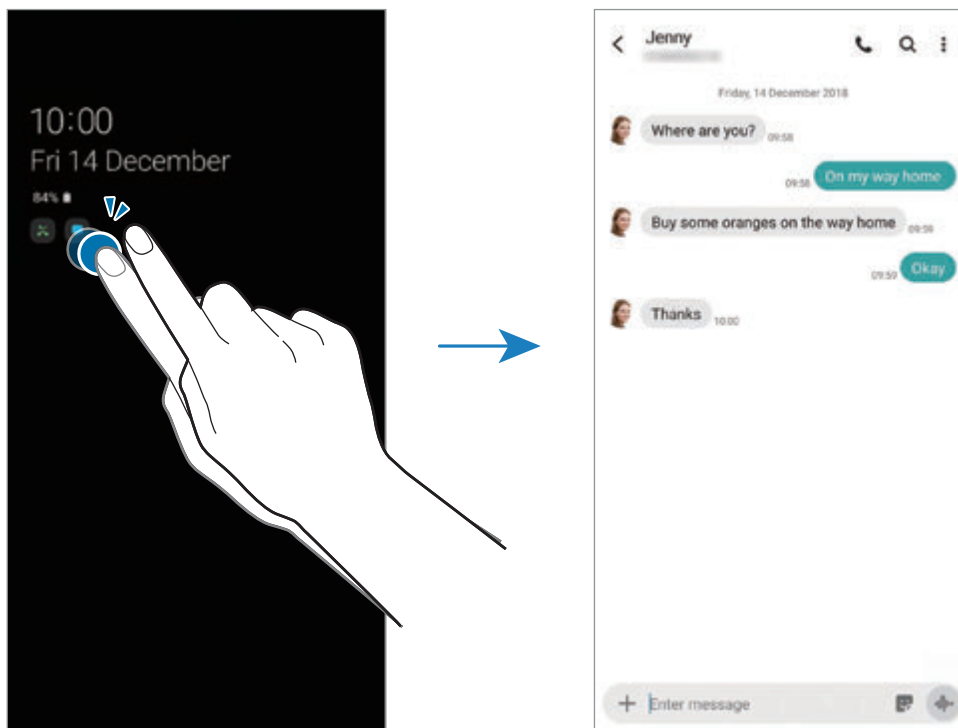 10:00
Fri 14 December
84%
Jenny
Friday, 14 December 2018
Where are you? 09:58
09:58 On my way home
Buy some oranges on the way home 09:59
09:59 Okay
Thanks 10:00
Enter message